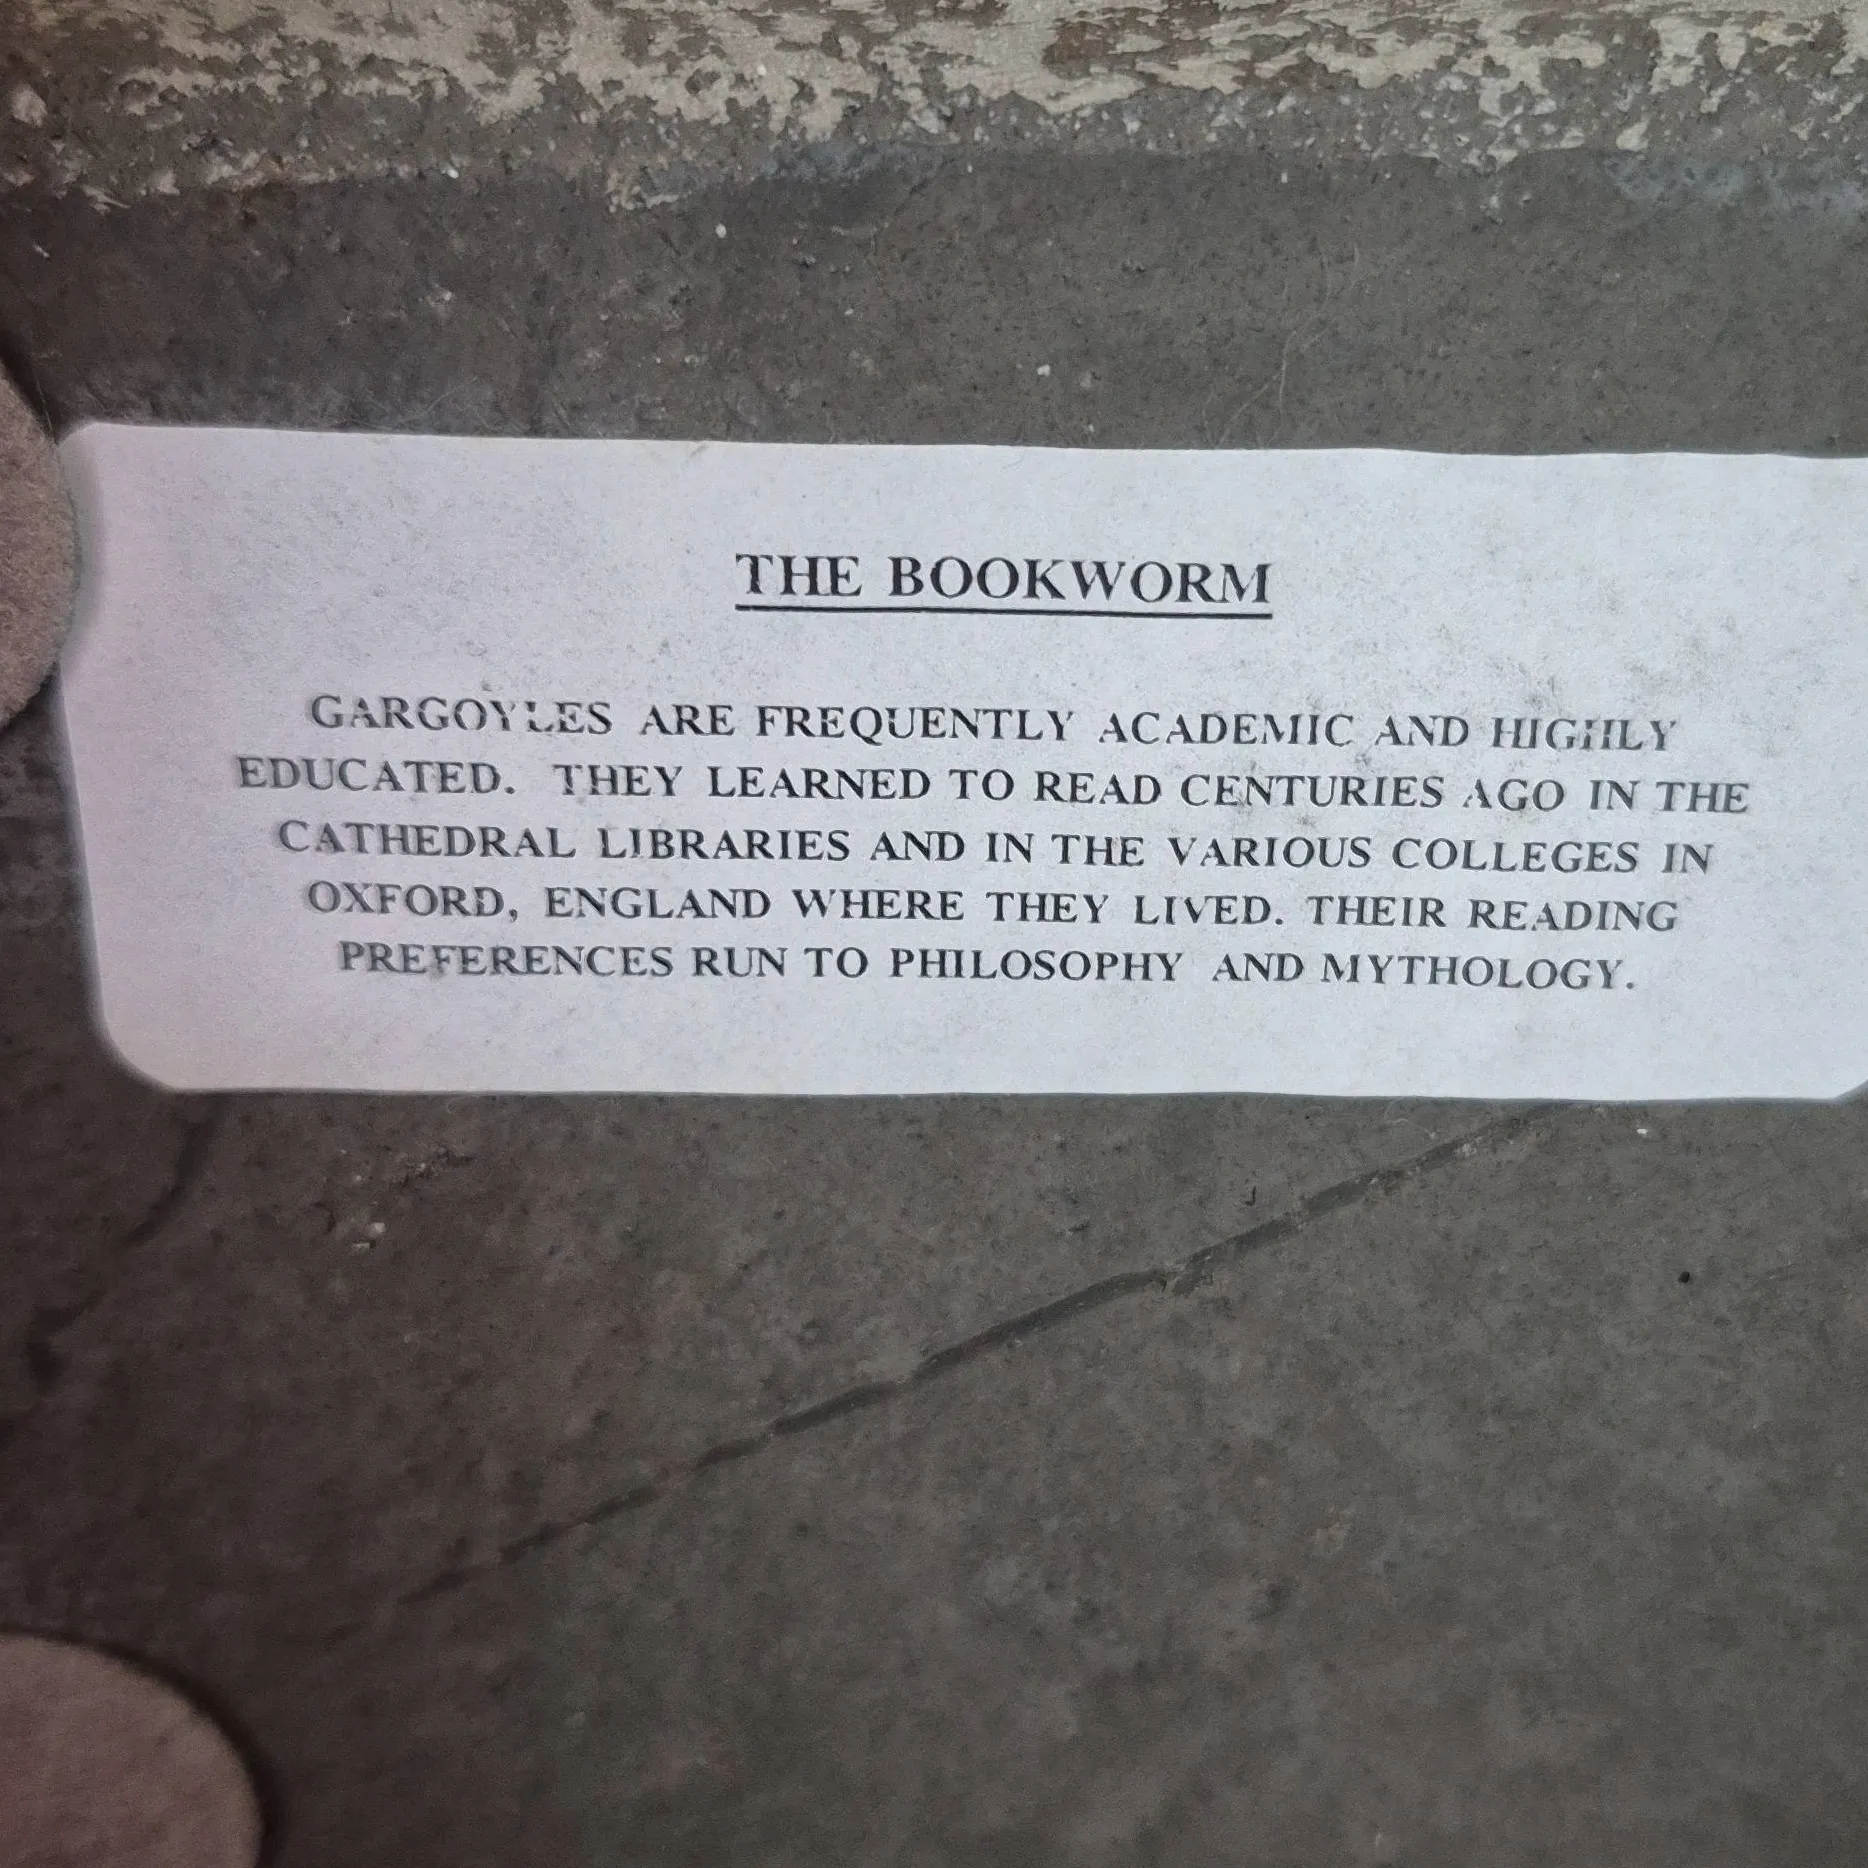 THE BOOKWORM
GARGOYLES ARE FREQUENTLY ACADEMIC AND HIGHLY
EDUCATED. THEY LEARNED TO READ CENTURIES AGO IN THE
CATHEDRAL LIBRARIES AND IN THE VARIOUS COLLEGES IN
OXFORD, ENGLAND WHERE THEY LIVED. THEIR READING
PREFERENCES RUN TO PHILOSOPHY AND MYTHOLOGY.